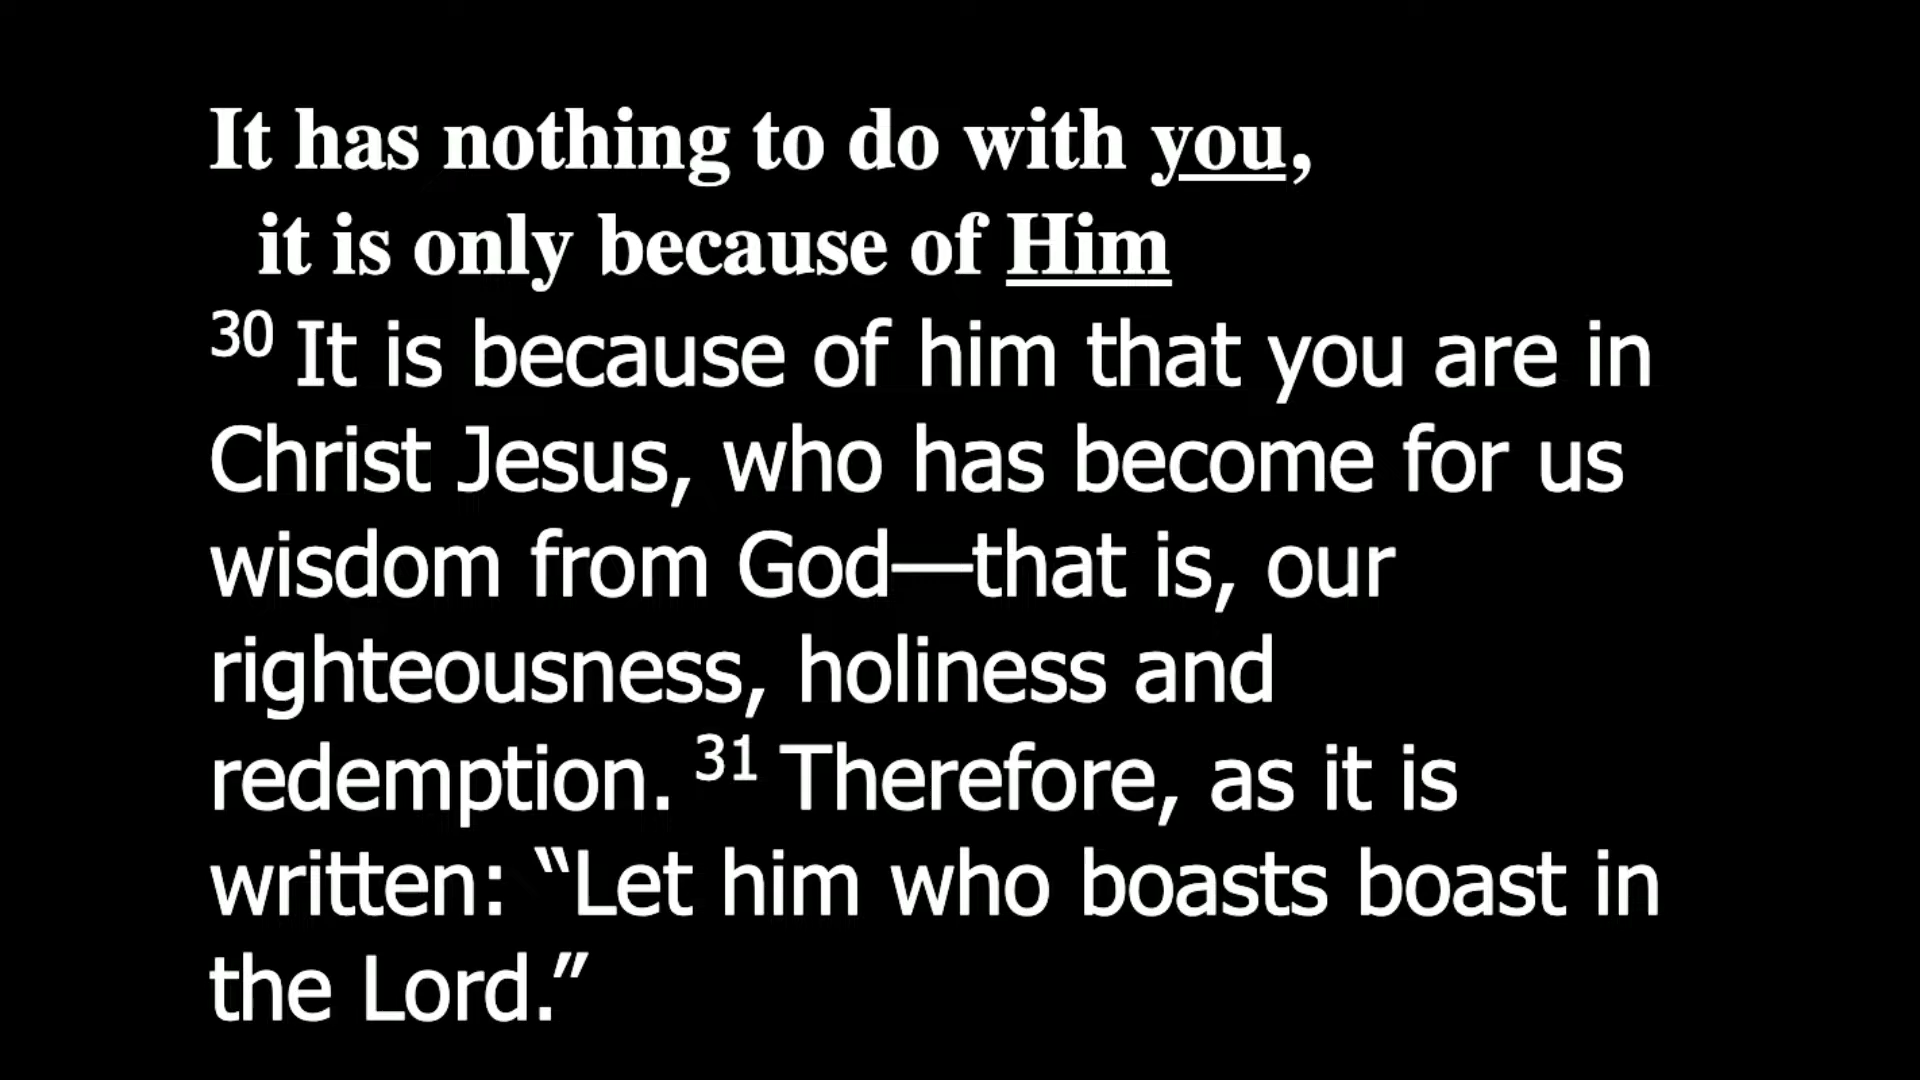 It has nothing to do with you,
it is only because of Him
30 It is because of him that you are in
Christ Jesus, who has become for us
wisdom from God—that is, our
righteousness, holiness and
redemption. 31 Therefore, as it is
written: “Let him who boasts boast in
the Lord.”